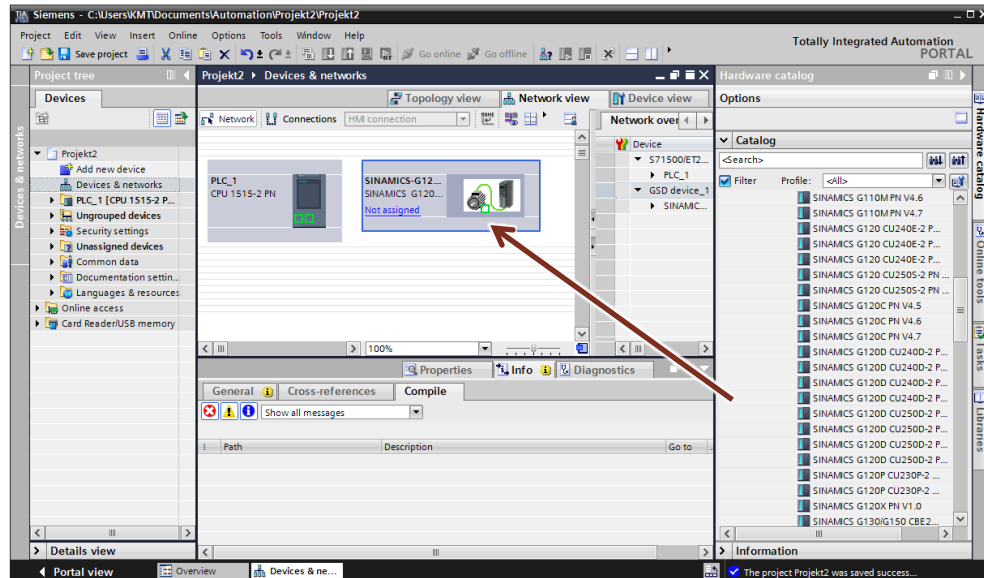 Siemens - C:\Users\KMT\Documents\Automation\Projekt2\Projekt2
Project Edit View Insert Online Options Tools Window Help
Totally Integrated Automation
PORTAL
Save project Go online Go offline
Project tree
Projekt2 Devices & networks
Hardware catalog
Devices
Topology view Network view Device view
Options
Network Connections HMI connection
Network over
Catalog
<Search>
Filter Profile: <All>
Projekt2
Add new device
Devices & networks
PLC_1 [CPU 1515-2 P...
Ungrouped devices
Security settings
Unassigned devices
Common data
Documentation settin...
Languages & resources
Online access
Card Reader/USB memory
PLC_1
CPU 1515-2 PN
SINAMICS-G12...
SINAMICS G120...
Not assigned
Device
S71500/ET2...
PLC_1
GSD device_1
SINAMIC...
SINAMICS G110M PN V4.6
SINAMICS G110M PN V4.7
SINAMICS G120 CU240E-2 P...
SINAMICS G120 CU240E-2 P...
SINAMICS G120 CU240E-2 P...
SINAMICS G120 CU250S-2 PN ...
SINAMICS G120 CU250S-2 PN ...
SINAMICS G120C PN V4.5
SINAMICS G120C PN V4.6
SINAMICS G120C PN V4.7
SINAMICS G120D CU240D-2 P...
SINAMICS G120D CU240D-2 P...
SINAMICS G120D CU240D-2 P...
SINAMICS G120D CU240D-2 P...
SINAMICS G120D CU250D-2 P...
SINAMICS G120D CU250D-2 P...
SINAMICS G120D CU250D-2 P...
SINAMICS G120D CU250D-2 P...
SINAMICS G120P CU230P-2 ...
SINAMICS G120P CU230P-2 ...
SINAMICS G120X PN V1.0
SINAMICS G130/G150 CBE2...
100%
Properties Info Diagnostics
General Cross-references Compile
Show all messages
! Path Description Go to
Details view
Information
Portal view Overview Devices & ne...
The project Projekt2 was saved success...
Devices & networks
Hardware catalog
Online tools
Tasks
Libraries